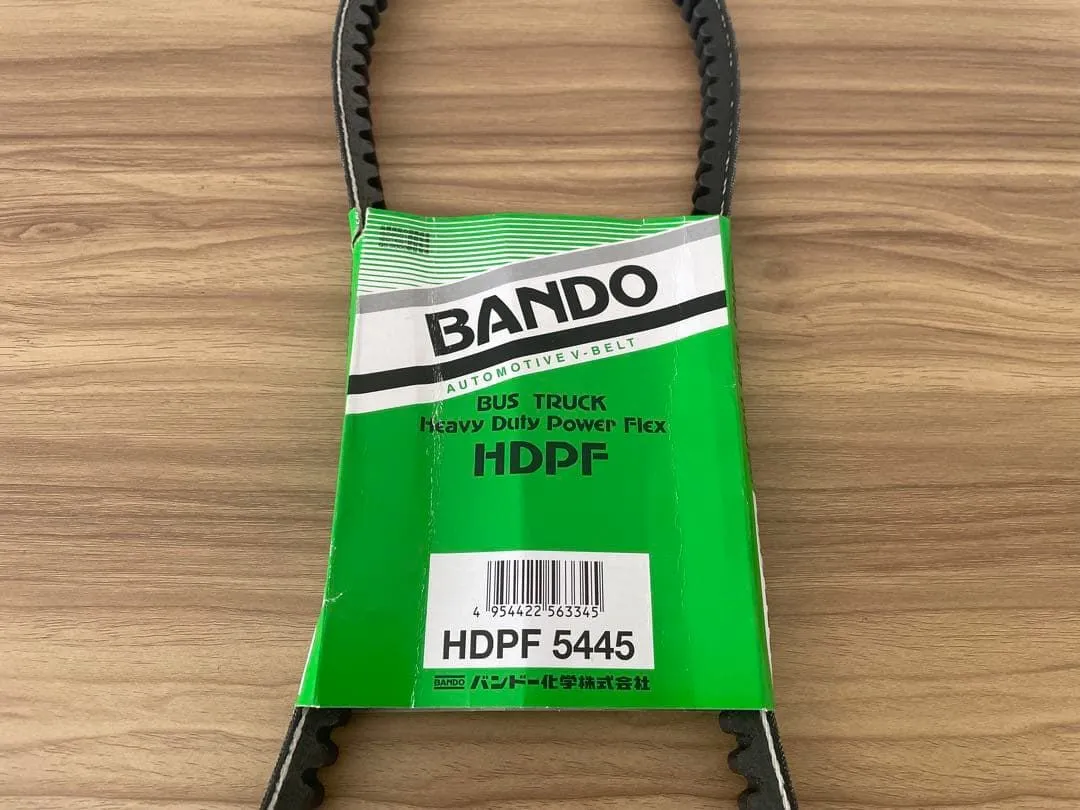 BANDO
AUTOMOTIVE V-BELT
BUS TRUCK
Heavy Duty Power Flex
HDPF
4 954422 563345
HDPF 5445
BANDO バンドー化学株式会社